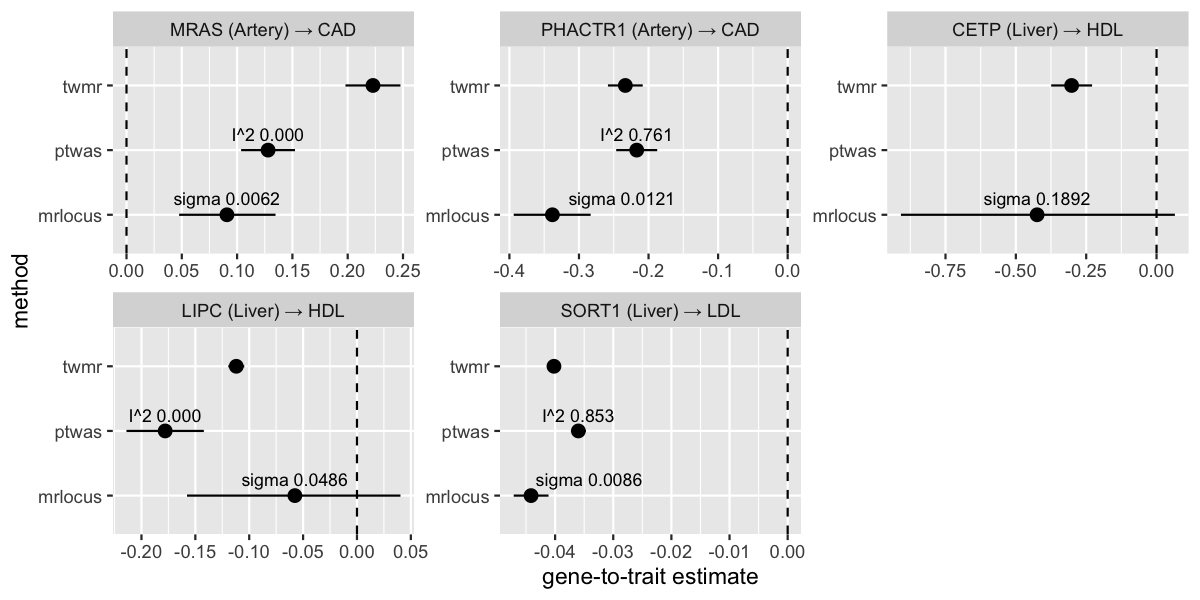 MRAS (Artery) → CAD
twmr
I^2 0.000
ptwas
sigma 0.0062
mrlocus
0.00 0.05 0.10 0.15 0.20 0.25
PHACTR1 (Artery) → CAD
twmr
I^2 0.761
ptwas
sigma 0.0121
mrlocus
-0.4 -0.3 -0.2 -0.1 0.0
CETP (Liver) → HDL
twmr
ptwas
sigma 0.1892
mrlocus
-0.75 -0.50 -0.25 0.00
method
LIPC (Liver) → HDL
twmr
I^2 0.000
ptwas
sigma 0.0486
mrlocus
-0.20 -0.15 -0.10 -0.05 0.00 0.05
SORT1 (Liver) → LDL
twmr
I^2 0.853
ptwas
sigma 0.0086
mrlocus
-0.04 -0.03 -0.02 -0.01 0.00
gene-to-trait estimate